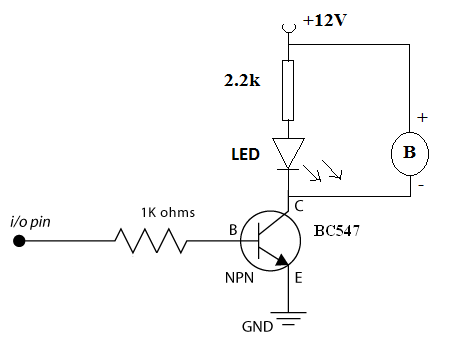 +12V
2.2k
+
LED
B
-
C
1K ohms
i/o pin
B
BC547
NPN
E
GND